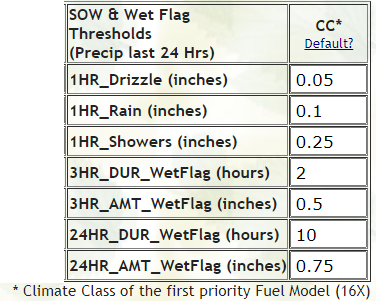 SOW & Wet Flag
Thresholds
(Precip last 24 Hrs)
CC*
Default?
1HR_Drizzle (inches) 0.05
1HR_Rain (inches) 0.1
1HR_Showers (inches) 0.25
3HR_DUR_WetFlag (hours) 2
3HR_AMT_WetFlag (inches) 0.5
24HR_DUR_WetFlag (hours) 10
24HR_AMT_WetFlag (inches) 0.75
* Climate Class of the first priority Fuel Model (16X)